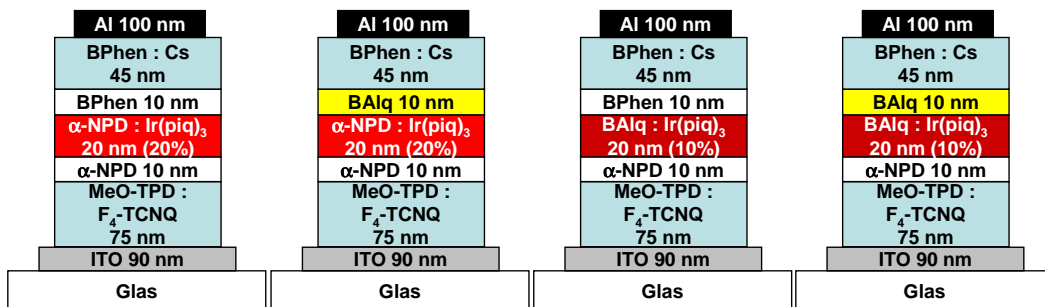 Al 100 nm
BPhen : Cs
45 nm
BPhen 10 nm
α-NPD : Ir(piq)₃
20 nm (20%)
α-NPD 10 nm
MeO-TPD :
F₄-TCNQ
75 nm
ITO 90 nm
Glas
Al 100 nm
BPhen : Cs
45 nm
BAlq 10 nm
α-NPD : Ir(piq)₃
20 nm (20%)
α-NPD 10 nm
MeO-TPD :
F₄-TCNQ
75 nm
ITO 90 nm
Glas
Al 100 nm
BPhen : Cs
45 nm
BPhen 10 nm
BAlq : Ir(piq)₃
20 nm (10%)
α-NPD 10 nm
MeO-TPD :
F₄-TCNQ
75 nm
ITO 90 nm
Glas
Al 100 nm
BPhen : Cs
45 nm
BAlq 10 nm
BAlq : Ir(piq)₃
20 nm (10%)
α-NPD 10 nm
MeO-TPD :
F₄-TCNQ
75 nm
ITO 90 nm
Glas